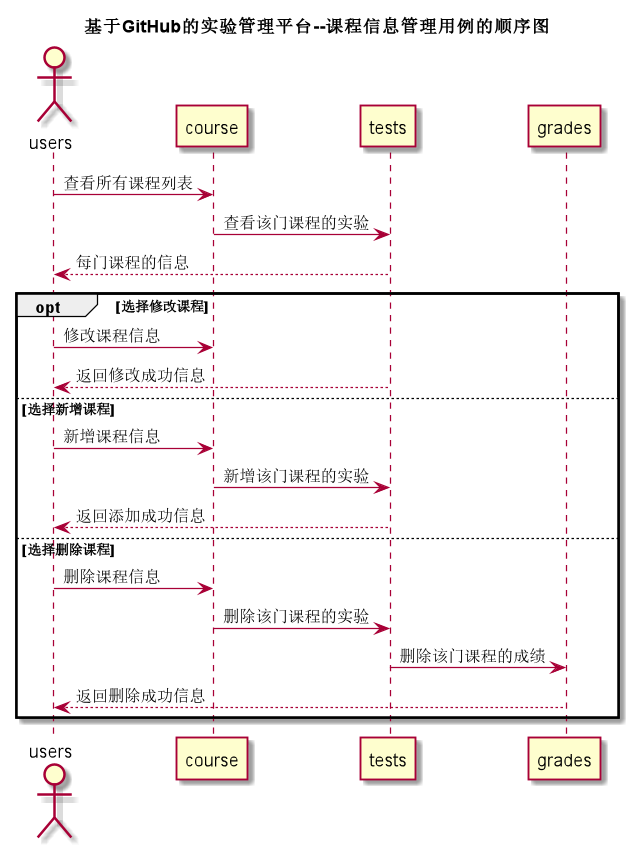 基于GitHub的实验管理平台--课程信息管理用例的顺序图
users
course
tests
grades
查看所有课程列表
查看该门课程的实验
每门课程的信息
opt
[选择修改课程]
修改课程信息
返回修改成功信息
[选择新增课程]
新增课程信息
新增该门课程的实验
返回添加成功信息
[选择删除课程]
删除课程信息
删除该门课程的实验
删除该门课程的成绩
返回删除成功信息
users
course
tests
grades